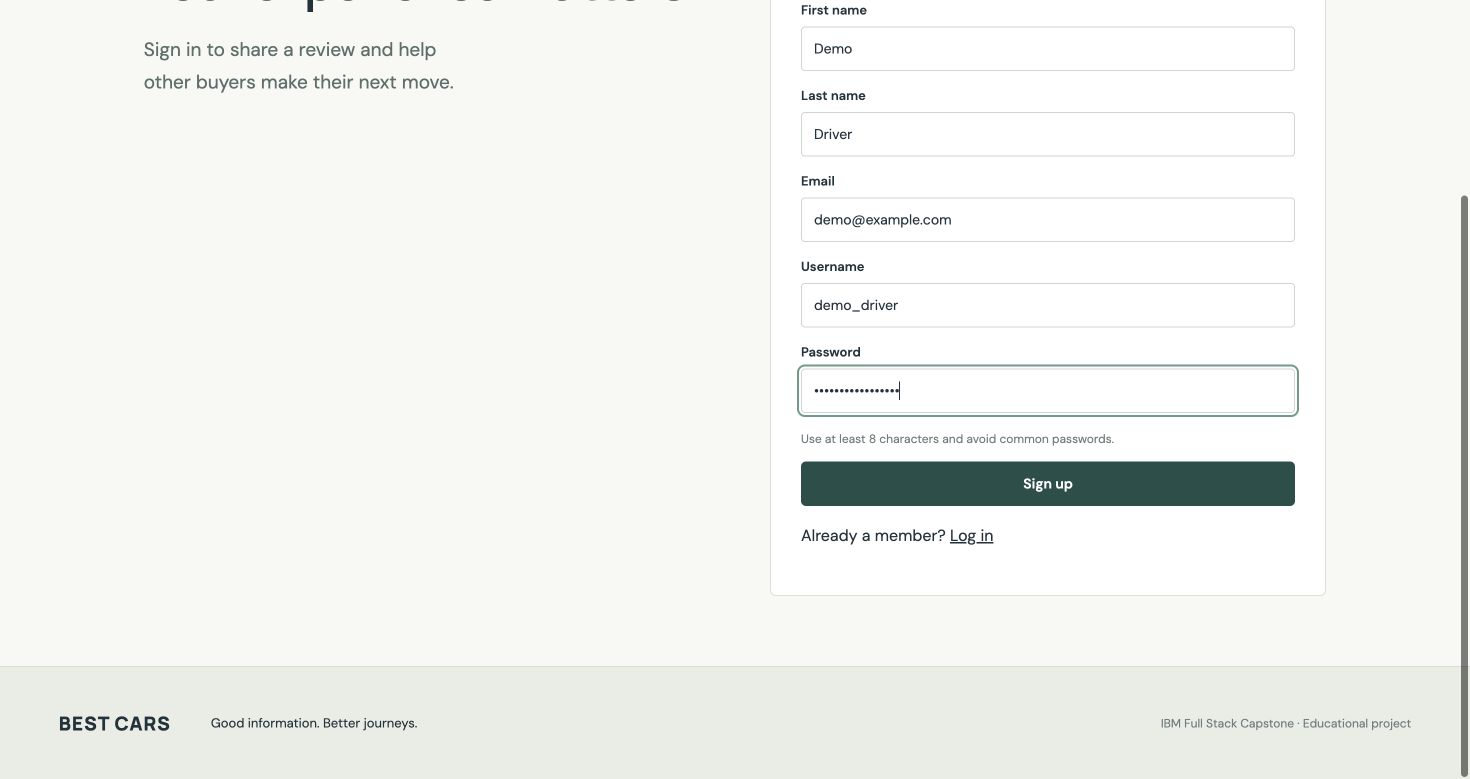 Sign in to share a review and help
other buyers make their next move.
First name
Demo
Last name
Driver
Email
demo@example.com
Username
demo_driver
Password
•••••••••••••••••
Use at least 8 characters and avoid common passwords.
Sign up
Already a member? Log in
BEST CARS
Good information. Better journeys.
IBM Full Stack Capstone · Educational project